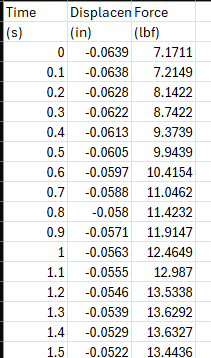 Time Displacen Force
(s) (in) (lbf)
0 -0.0639 7.1711
0.1 -0.0638 7.2149
0.2 -0.0628 8.1422
0.3 -0.0622 8.7422
0.4 -0.0613 9.3739
0.5 -0.0605 9.9439
0.6 -0.0597 10.4154
0.7 -0.0588 11.0462
0.8 -0.058 11.4232
0.9 -0.0571 11.9147
1 -0.0563 12.4649
1.1 -0.0555 12.987
1.2 -0.0546 13.5338
1.3 -0.0539 13.6292
1.4 -0.0529 13.6327
1.5 -0.0522 13.4436